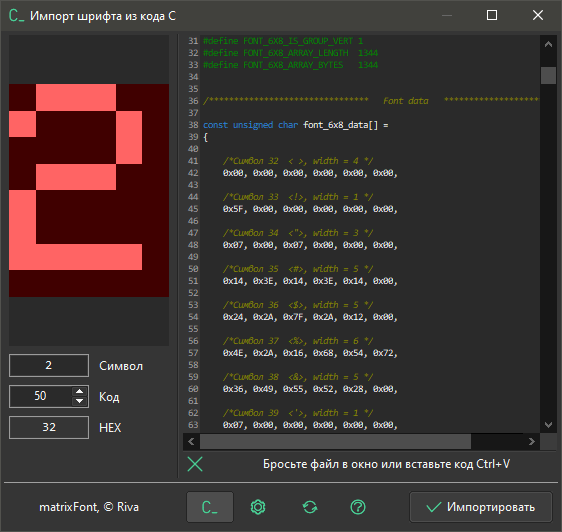 C_ Импорт шрифта из кода C
31 #define FONT_6X8_IS_GROUP_VERT 1
32 #define FONT_6X8_ARRAY_LENGTH 1344
33 #define FONT_6X8_ARRAY_BYTES 1344
34
35
36 /******************************** Font data *******************
37
38 const unsigned char font_6x8_data[] =
39 {
40
41 /*Символ 32 < >, width = 4 */
42 0x00, 0x00, 0x00, 0x00, 0x00, 0x00,
43
44 /*Символ 33 <!>, width = 1 */
45 0x5F, 0x00, 0x00, 0x00, 0x00, 0x00,
46
47 /*Символ 34 <">, width = 3 */
48 0x07, 0x00, 0x07, 0x00, 0x00, 0x00,
49
50 /*Символ 35 <#>, width = 5 */
51 0x14, 0x3E, 0x14, 0x3E, 0x14, 0x00,
52
53 /*Символ 36 <$>, width = 5 */
54 0x24, 0x2A, 0x7F, 0x2A, 0x12, 0x00,
55
56 /*Символ 37 <%>, width = 6 */
57 0x4E, 0x2A, 0x16, 0x68, 0x54, 0x72,
58
59 /*Символ 38 <&>, width = 5 */
60 0x36, 0x49, 0x55, 0x52, 0x28, 0x00,
61
62 /*Символ 39 <'>, width = 1 */
63 0x07, 0x00, 0x00, 0x00, 0x00, 0x00,
2 Символ
50 Код
32 HEX
Бросьте файл в окно или вставьте код Ctrl+V
matrixFont, © Riva
C_
Импортировать